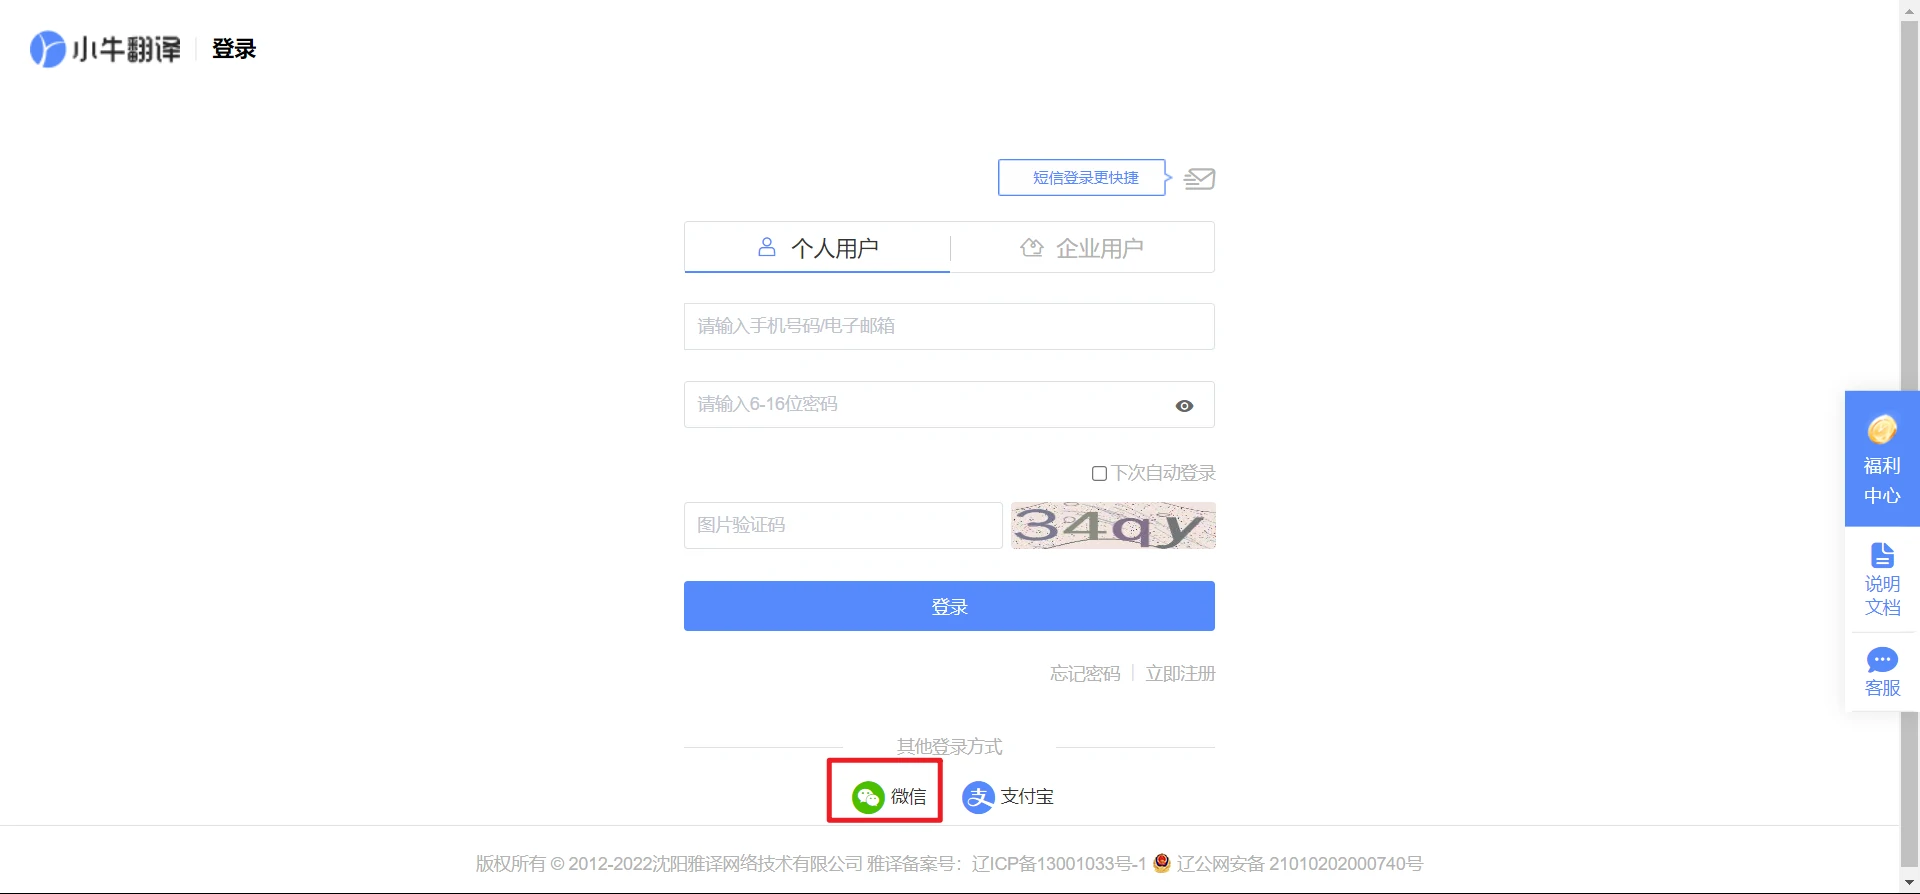 小牛翻译 登录
短信登录更快捷
个人用户 企业用户
请输入手机号码/电子邮箱
请输入6-16位密码
下次自动登录
图片验证码 34qy
登录
忘记密码 立即注册
其他登录方式
微信 支付宝
福利
中心
说明
文档
客服
版权所有 © 2012-2022沈阳雅译网络技术有限公司 雅译备案号：辽ICP备13001033号-1 辽公网安备 21010202000740号